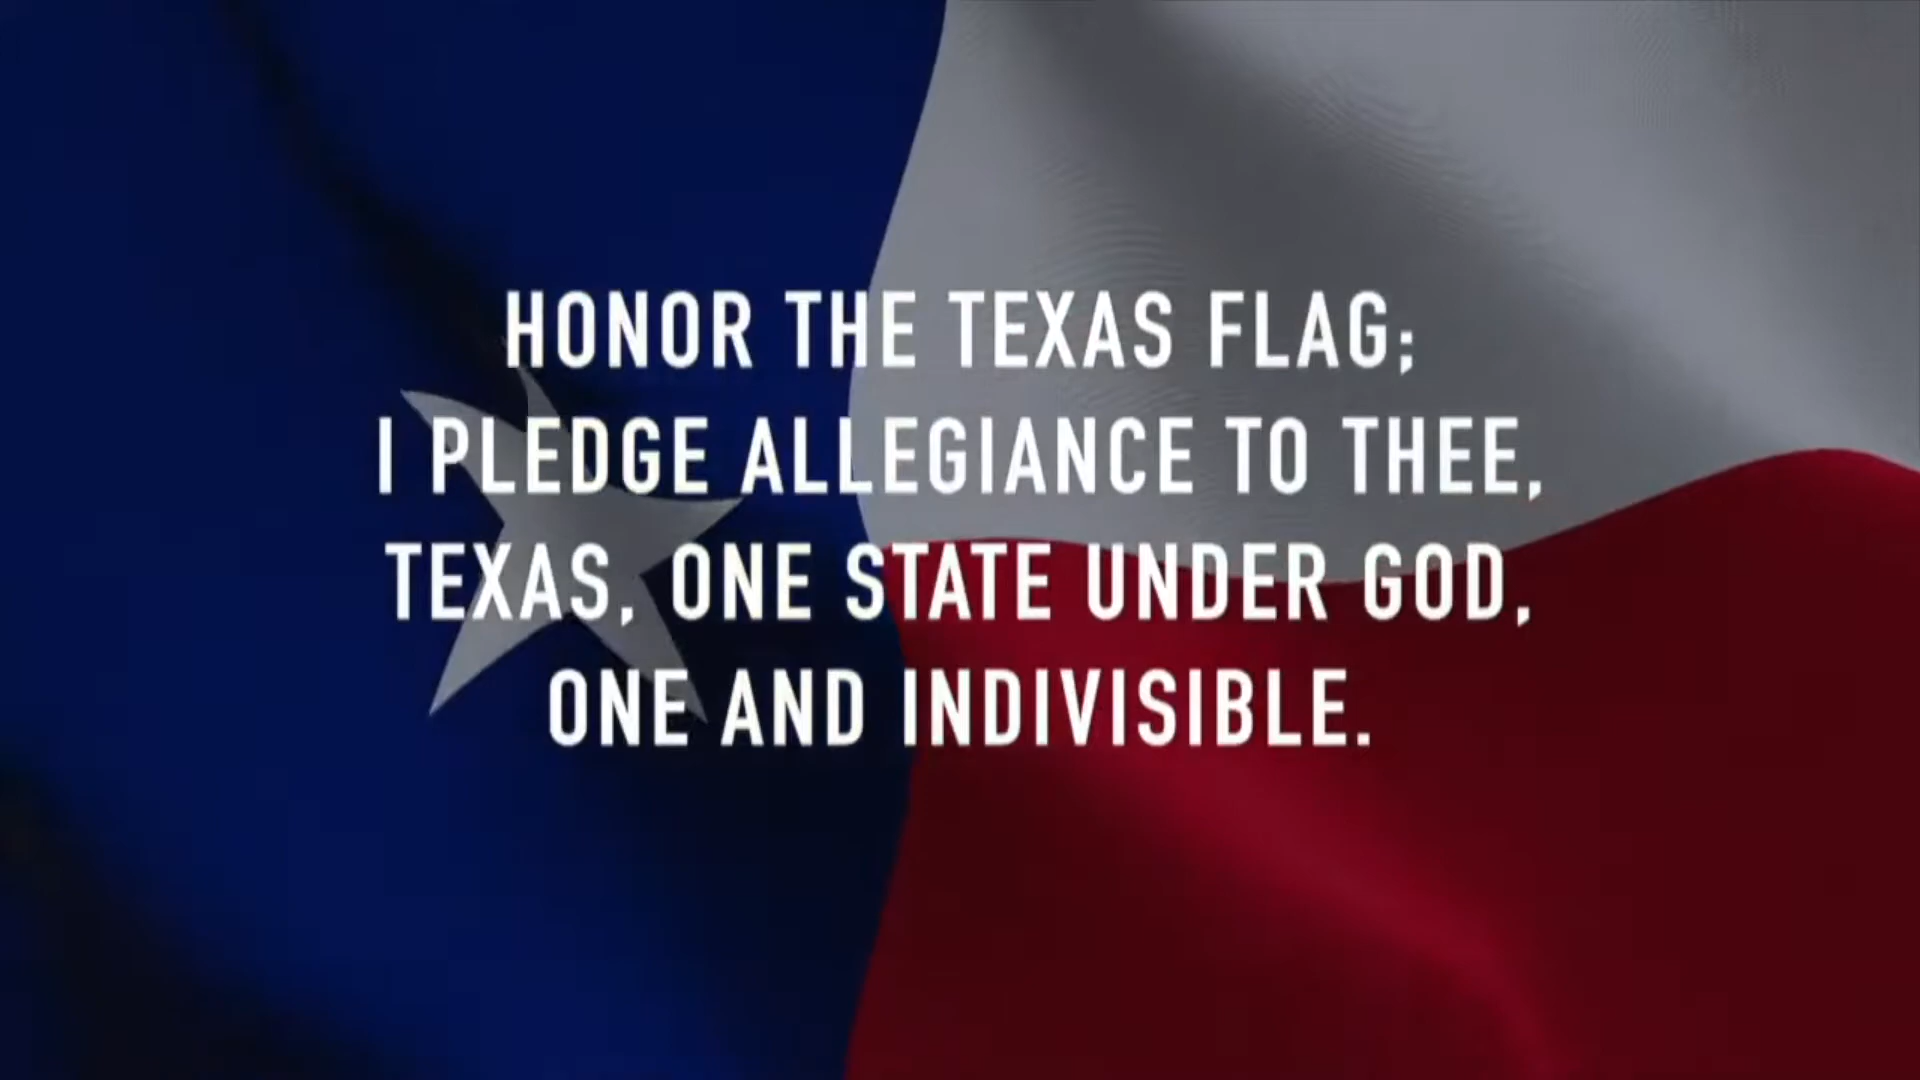 HONOR THE TEXAS FLAG;
I PLEDGE ALLEGIANCE TO THEE,
TEXAS, ONE STATE UNDER GOD,
ONE AND INDIVISIBLE.